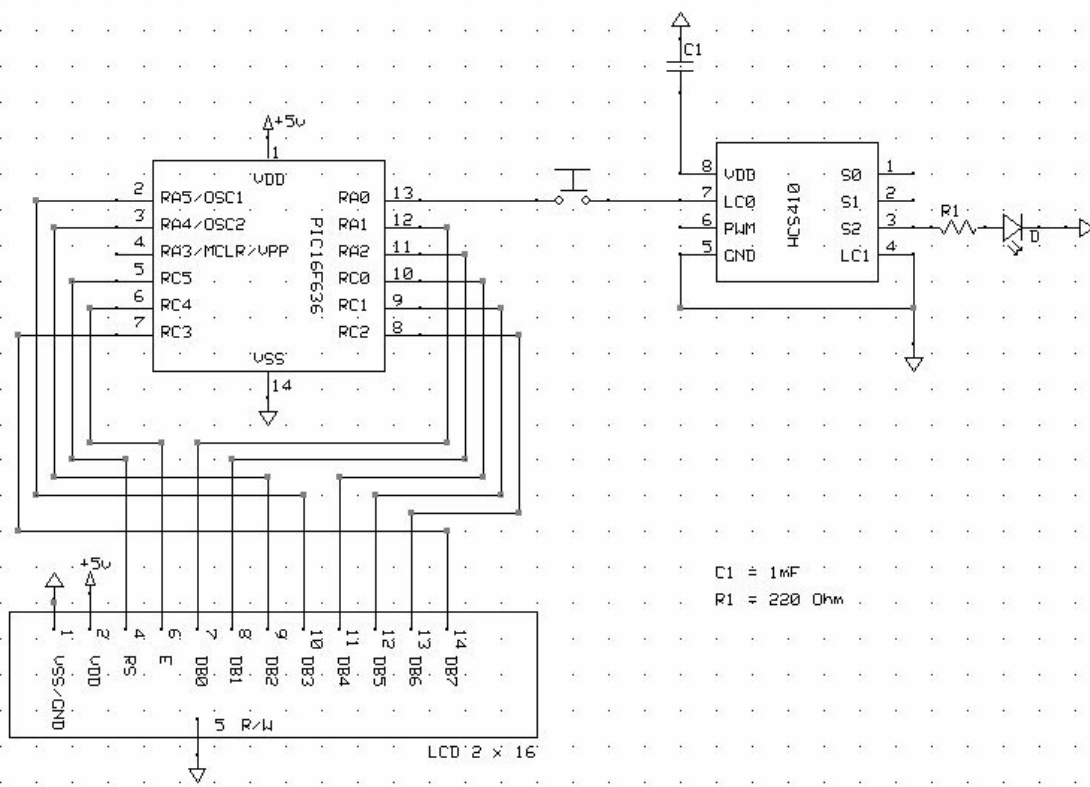 C1
+5v
1
VDD
2 RA5/OSC1
3 RA4/OSC2
4 RA3/MCLR/VPP
5 RC5
6 RC4
7 RC3
PIC16F636
RA0 13
RA1 12
RA2 11
RC0 10
RC1 9
RC2 8
VSS
14
8 VDD
7 LC0
6 PWM
5 GND
HCS410
S0 1
S1 2
S2 3
LC1 4
R1
D
C1 = 1mF
R1 = 220 Ohm
+5v
1 2 4 6 7 8 9 10 11 12 13 14
VSS/GND VDD RS E DB0 DB1 DB2 DB3 DB4 DB5 DB6 DB7
5 R/W
LCD 2 x 16